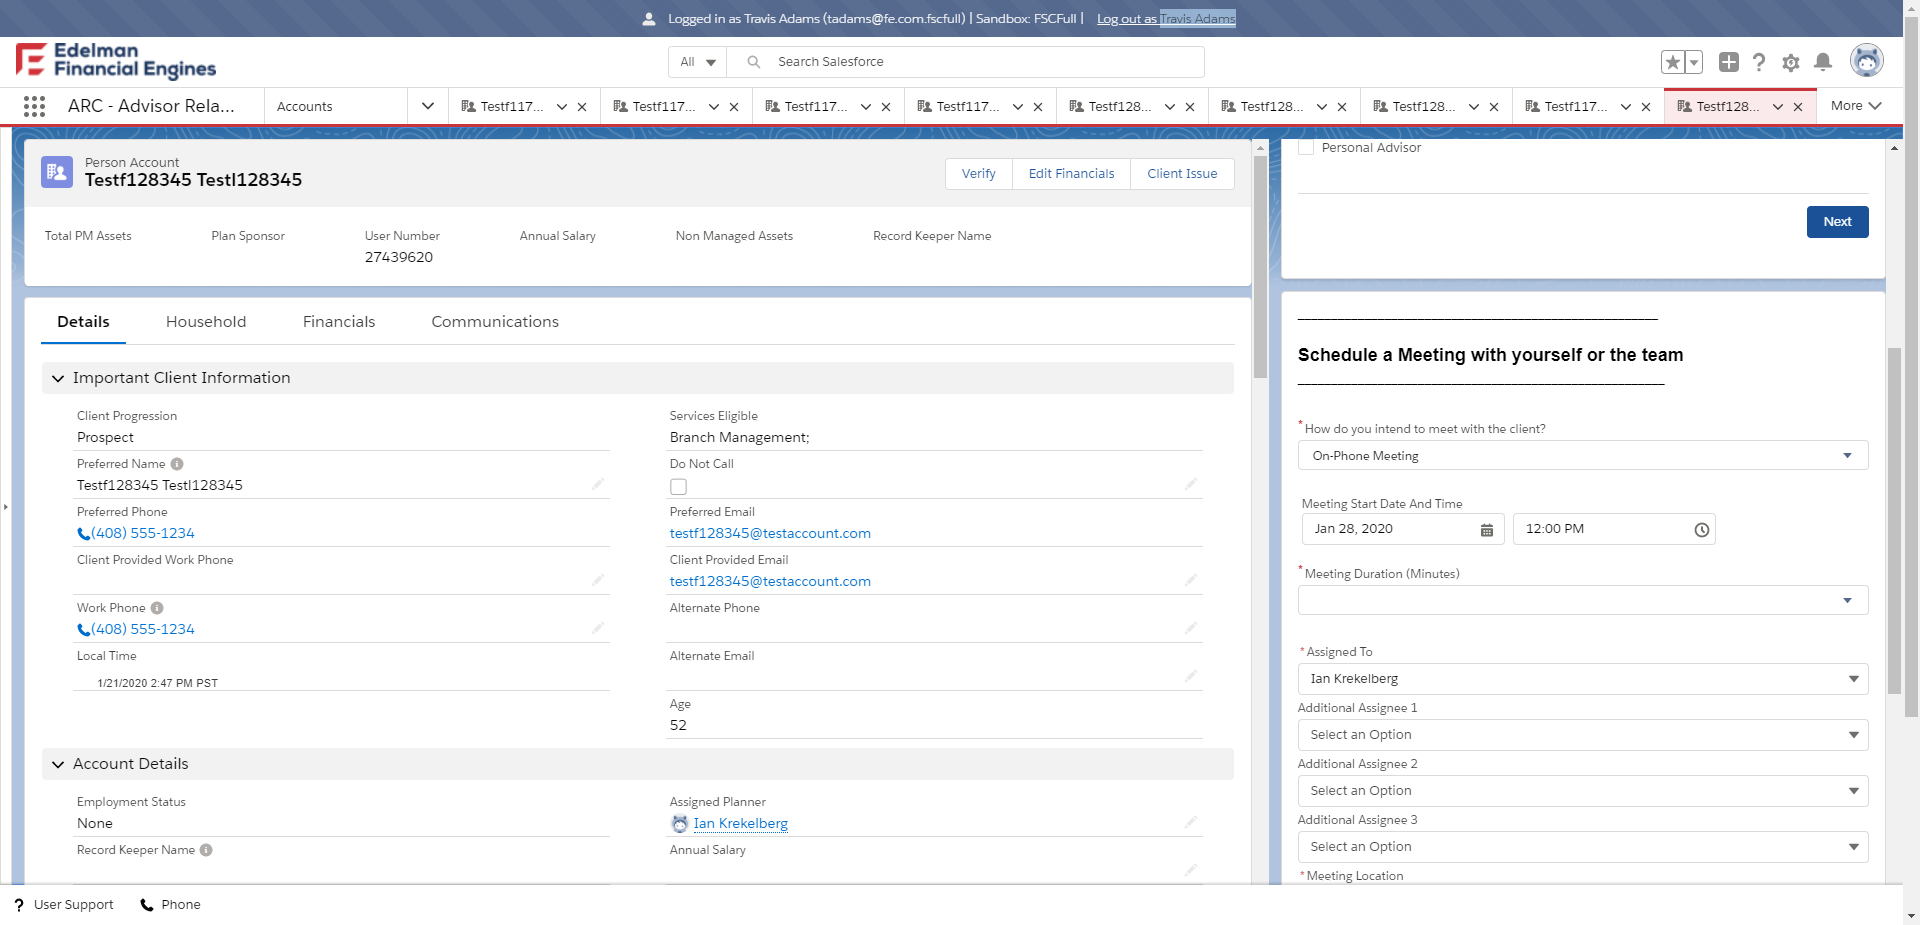 Logged in as Travis Adams (tadams@fe.com.fscfull) | Sandbox: FSCFull | Log out as Travis Adams
Edelman
Financial Engines
All
Search Salesforce
ARC - Advisor Rela...
Accounts
Testf117...
Testf117...
Testf117...
Testf117...
Testf128...
Testf128...
Testf128...
Testf117...
Testf128...
More
Person Account
Testf128345 Testl128345
Verify
Edit Financials
Client Issue
Total PM Assets
Plan Sponsor
User Number
27439620
Annual Salary
Non Managed Assets
Record Keeper Name
Details
Household
Financials
Communications
Important Client Information
Client Progression
Prospect
Services Eligible
Branch Management;
Preferred Name
Testf128345 Testl128345
Do Not Call
Preferred Phone
(408) 555-1234
Preferred Email
testf128345@testaccount.com
Client Provided Work Phone
Client Provided Email
testf128345@testaccount.com
Work Phone
(408) 555-1234
Alternate Phone
Local Time
1/21/2020 2:47 PM PST
Alternate Email
Age
52
Account Details
Employment Status
None
Assigned Planner
Ian Krekelberg
Record Keeper Name
Annual Salary
Personal Advisor
Next
Schedule a Meeting with yourself or the team
*How do you intend to meet with the client?
On-Phone Meeting
Meeting Start Date And Time
Jan 28, 2020
12:00 PM
*Meeting Duration (Minutes)
*Assigned To
Ian Krekelberg
Additional Assignee 1
Select an Option
Additional Assignee 2
Select an Option
Additional Assignee 3
Select an Option
*Meeting Location
User Support
Phone